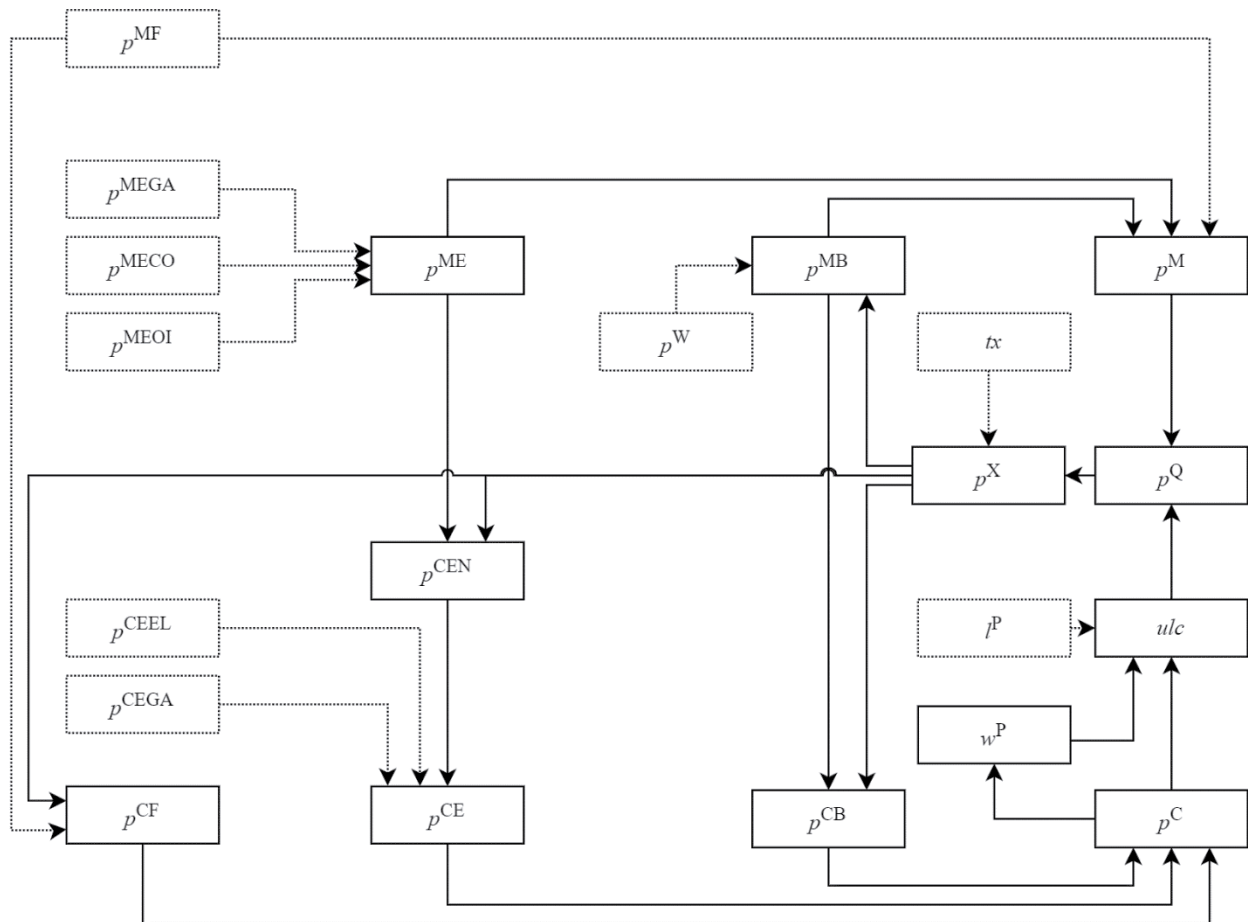 p^MF
p^MEGA
p^MECO
p^ME
p^MB
p^M
p^MEOI
p^W
tx
p^X
p^Q
p^CEN
p^CEEL
l^P
ulc
p^CEGA
w^P
p^CF
p^CE
p^CB
p^C